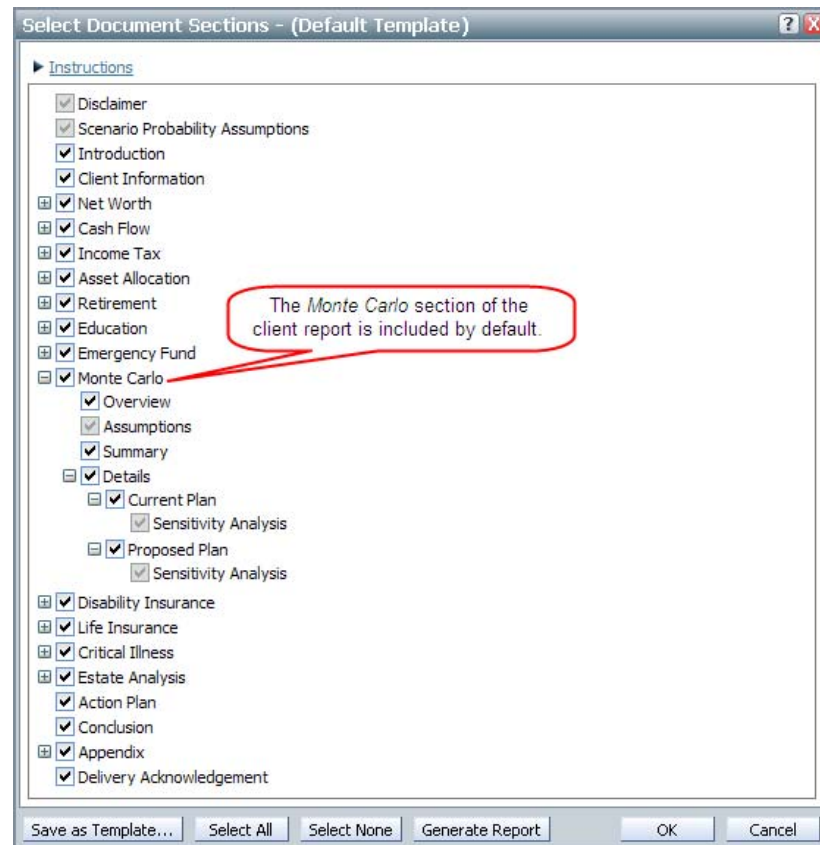 Select Document Sections - (Default Template)
Instructions
Disclaimer
Scenario Probability Assumptions
Introduction
Client Information
Net Worth
Cash Flow
Income Tax
Asset Allocation
Retirement
Education
Emergency Fund
The Monte Carlo section of the
client report is included by default.
Monte Carlo
Overview
Assumptions
Summary
Details
Current Plan
Sensitivity Analysis
Proposed Plan
Sensitivity Analysis
Disability Insurance
Life Insurance
Critical Illness
Estate Analysis
Action Plan
Conclusion
Appendix
Delivery Acknowledgement
Save as Template... Select All Select None Generate Report OK Cancel